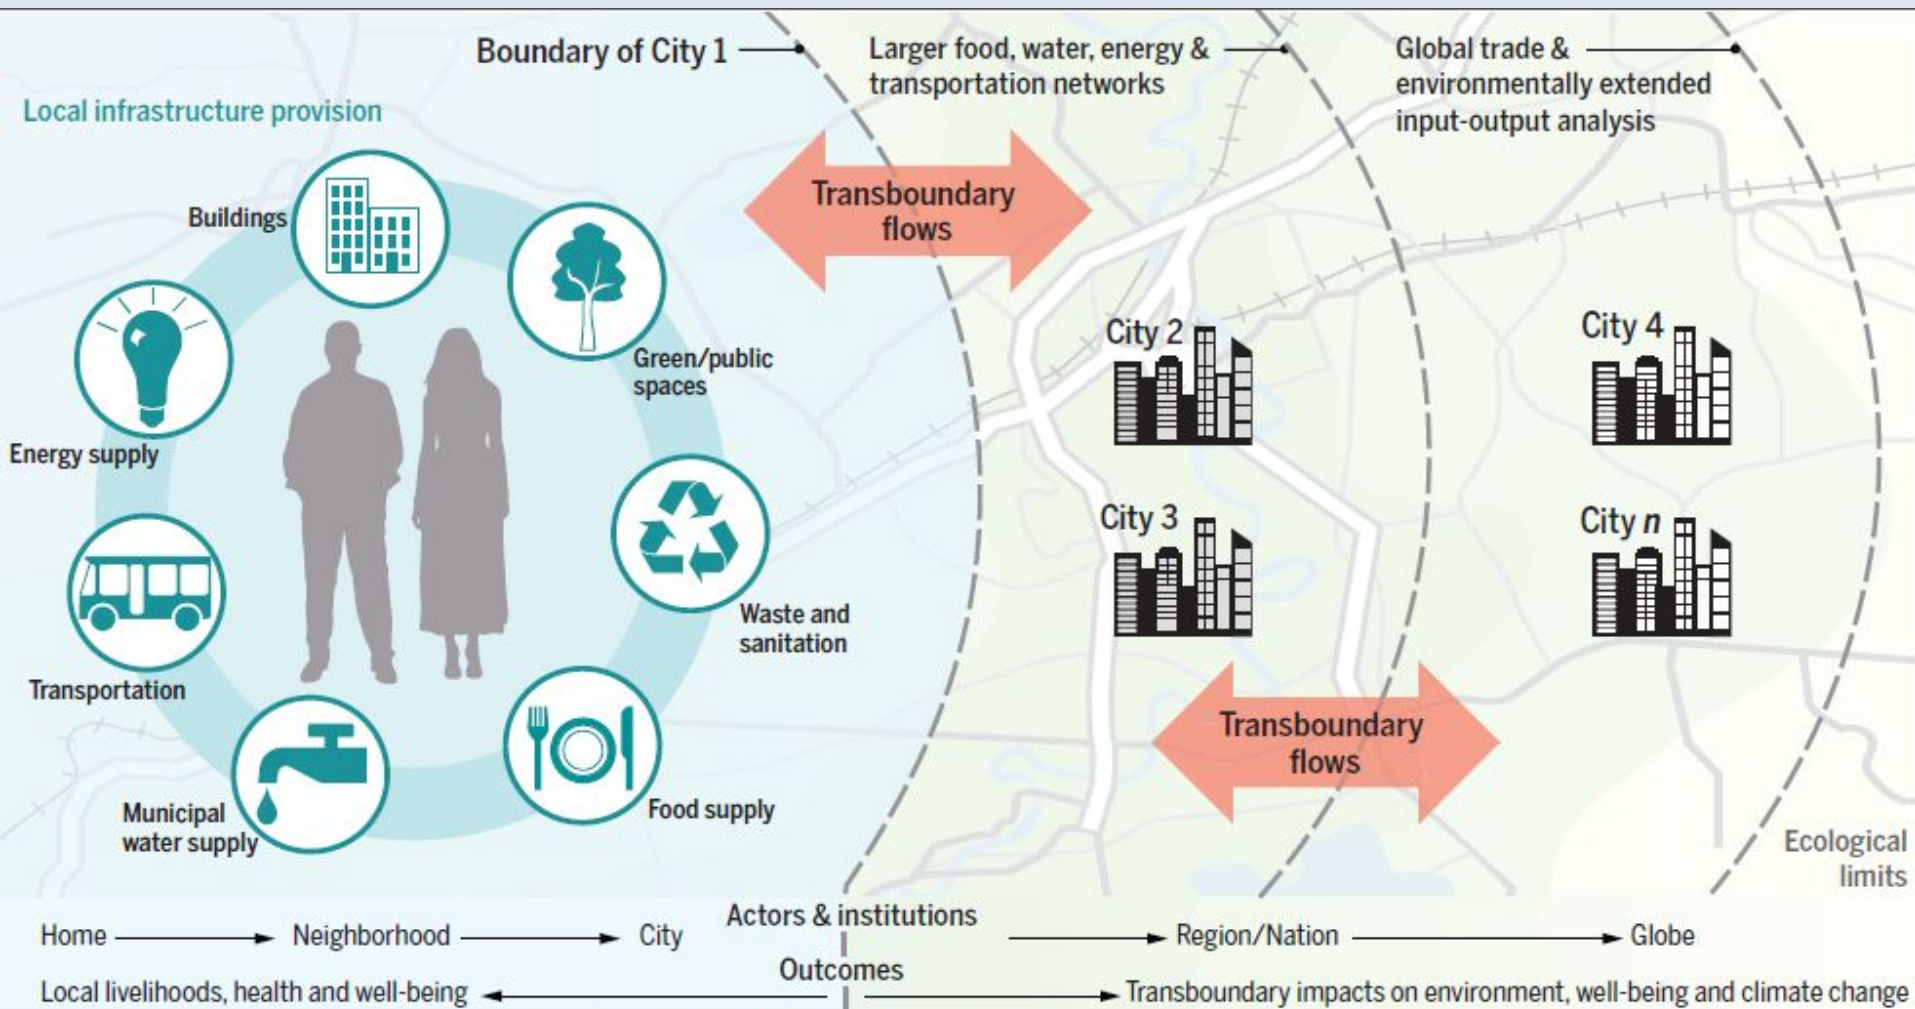 Boundary of City 1
Larger food, water, energy &
transportation networks
Global trade &
environmentally extended
input-output analysis
Local infrastructure provision
Transboundary
flows
Buildings
Green/public
spaces
Energy supply
Waste and
sanitation
Transportation
Municipal
water supply
Food supply
City 2
City 4
City 3
City n
Transboundary
flows
Ecological
limits
Actors & institutions
Home
Neighborhood
City
Region/Nation
Globe
Outcomes
Local livelihoods, health and well-being
Transboundary impacts on environment, well-being and climate change